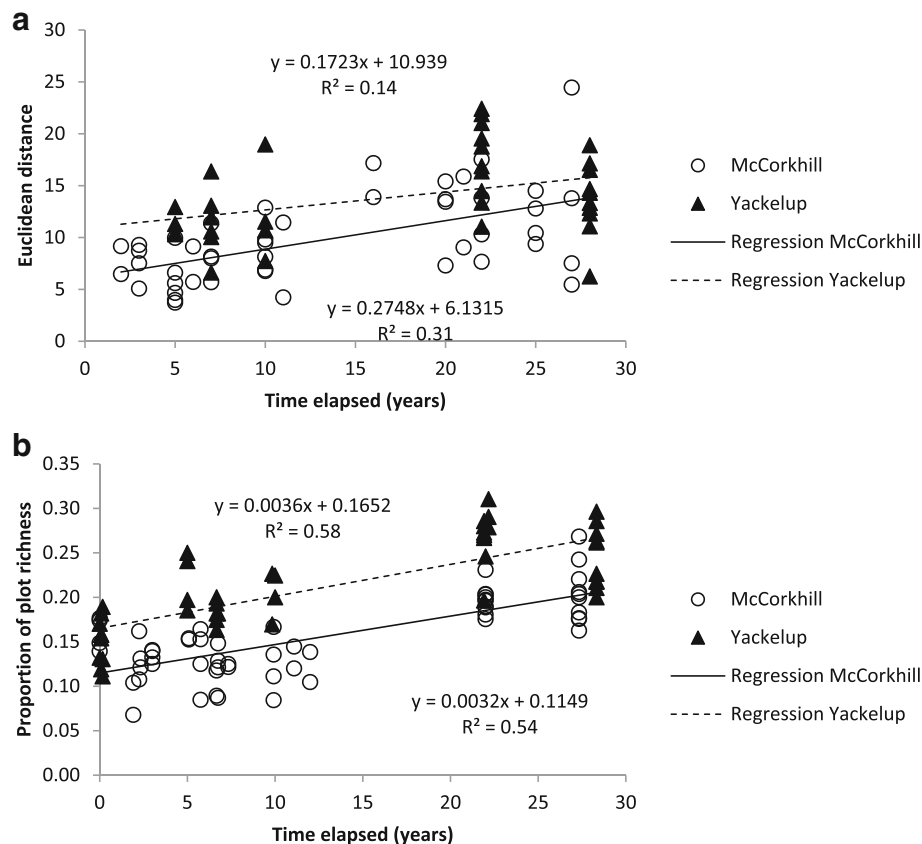 a
30
25
20
15
10
5
0
Euclidean distance
y = 0.1723x + 10.939
R² = 0.14
y = 0.2748x + 6.1315
R² = 0.31
0 5 10 15 20 25 30
Time elapsed (years)
McCorkhill
Yackelup
Regression McCorkhill
Regression Yackelup
b
0.35
0.30
0.25
0.20
0.15
0.10
0.05
0.00
Proportion of plot richness
y = 0.0036x + 0.1652
R² = 0.58
y = 0.0032x + 0.1149
R² = 0.54
0 5 10 15 20 25 30
Time elapsed (years)
McCorkhill
Yackelup
Regression McCorkhill
Regression Yackelup